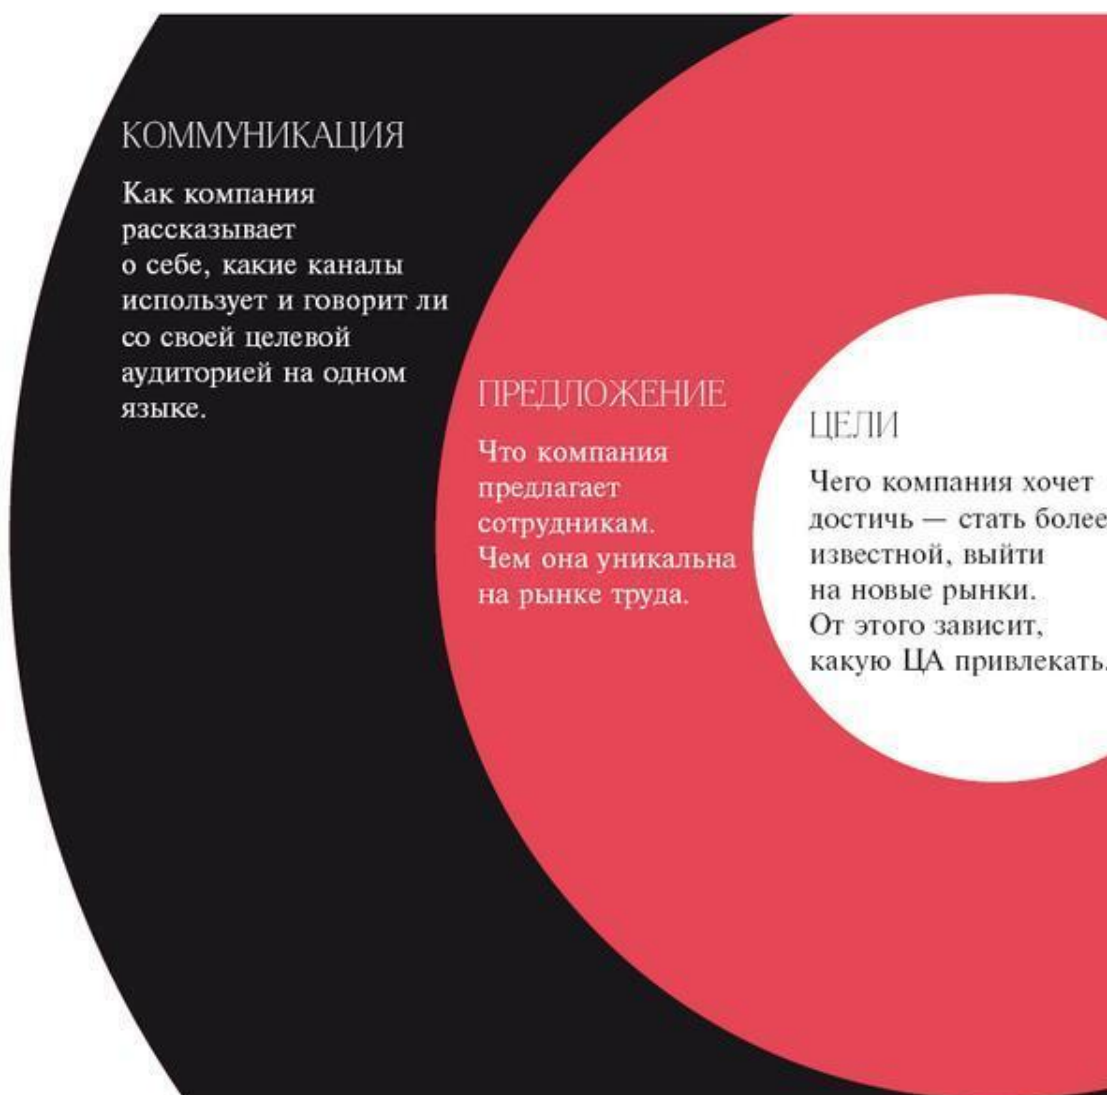 КОММУНИКАЦИЯ
Как компания
рассказывает
о себе, какие каналы
использует и говорит ли
со своей целевой
аудиторией на одном
языке.
ПРЕДЛОЖЕНИЕ
Что компания
предлагает
сотрудникам.
Чем она уникальна
на рынке труда.
ЦЕЛИ
Чего компания хочет
достичь — стать более
известной, выйти
на новые рынки.
От этого зависит,
какую ЦА привлекать.